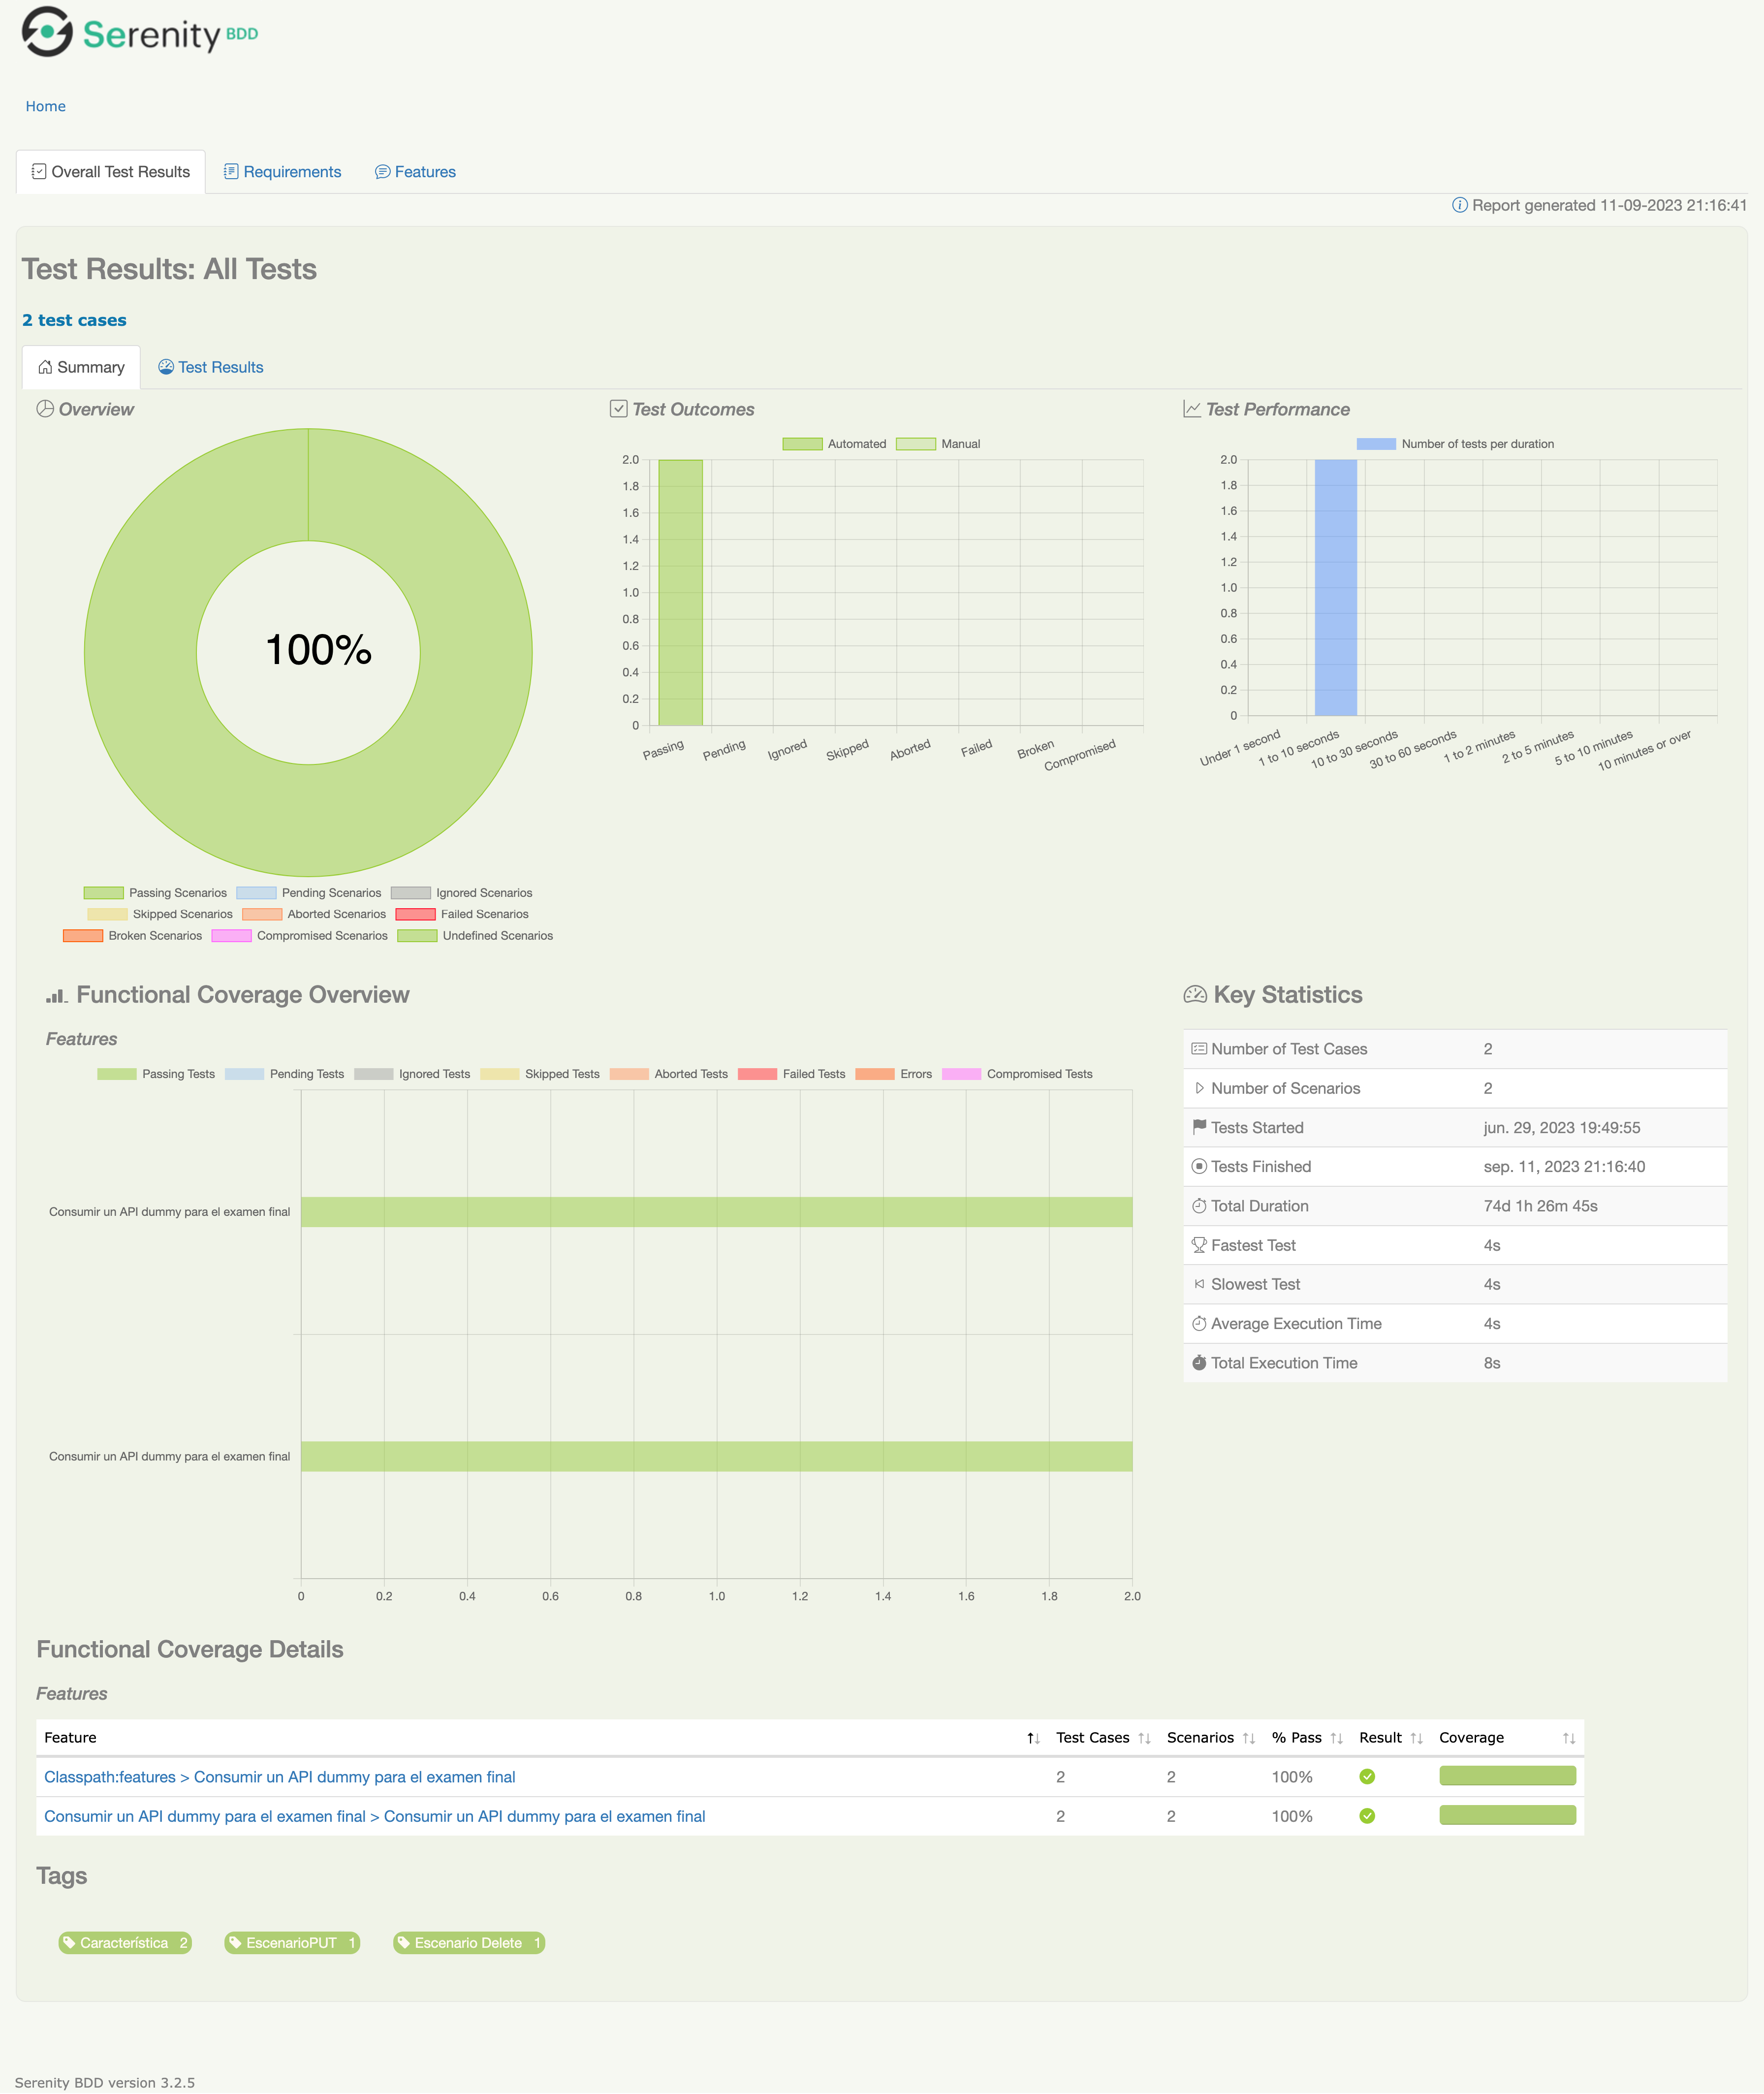 Serenity BDD
Home
Overall Test Results Requirements Features
Report generated 11-09-2023 21:16:41
Test Results: All Tests
2 test cases
Summary Test Results
Overview
100%
Passing Scenarios Pending Scenarios Ignored Scenarios
Skipped Scenarios Aborted Scenarios Failed Scenarios
Broken Scenarios Compromised Scenarios Undefined Scenarios
Test Outcomes
Automated Manual
2.0
1.8
1.6
1.4
1.2
1.0
0.8
0.6
0.4
0.2
0
Passing Pending Ignored Skipped Aborted Failed Broken Compromised
Test Performance
Number of tests per duration
2.0
1.8
1.6
1.4
1.2
1.0
0.8
0.6
0.4
0.2
0
Under 1 second 1 to 10 seconds 10 to 30 seconds 30 to 60 seconds 1 to 2 minutes 2 to 5 minutes 5 to 10 minutes 10 minutes or over
Functional Coverage Overview
Features
Passing Tests Pending Tests Ignored Tests Skipped Tests Aborted Tests Failed Tests Errors Compromised Tests
Consumir un API dummy para el examen final
Consumir un API dummy para el examen final
0 0.2 0.4 0.6 0.8 1.0 1.2 1.4 1.6 1.8 2.0
Key Statistics
Number of Test Cases 2
Number of Scenarios 2
Tests Started jun. 29, 2023 19:49:55
Tests Finished sep. 11, 2023 21:16:40
Total Duration 74d 1h 26m 45s
Fastest Test 4s
Slowest Test 4s
Average Execution Time 4s
Total Execution Time 8s
Functional Coverage Details
Features
Feature Test Cases Scenarios % Pass Result Coverage
Classpath:features > Consumir un API dummy para el examen final 2 2 100%
Consumir un API dummy para el examen final > Consumir un API dummy para el examen final 2 2 100%
Tags
Característica 2 EscenarioPUT 1 Escenario Delete 1
Serenity BDD version 3.2.5